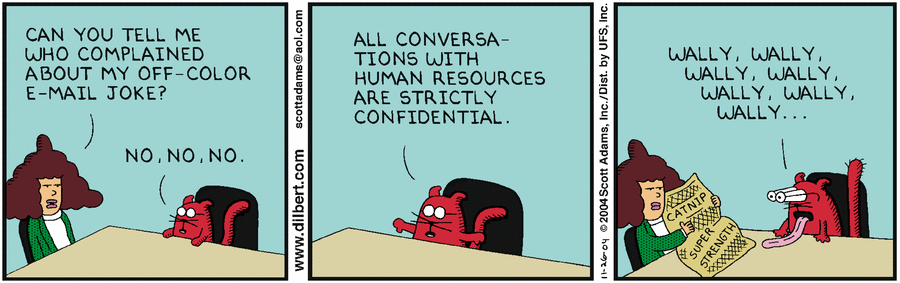 CAN YOU TELL ME
WHO COMPLAINED
ABOUT MY OFF-COLOR
E-MAIL JOKE?
NO, NO, NO.
www.dilbert.com scottadams@aol.com
ALL CONVERSA-
TIONS WITH
HUMAN RESOURCES
ARE STRICTLY
CONFIDENTIAL.
11-26-04 © 2004 Scott Adams, Inc./Dist. by UFS, Inc.
WALLY, WALLY,
WALLY, WALLY,
WALLY, WALLY,
WALLY...
CATNIP
SUPER
STRENGTH